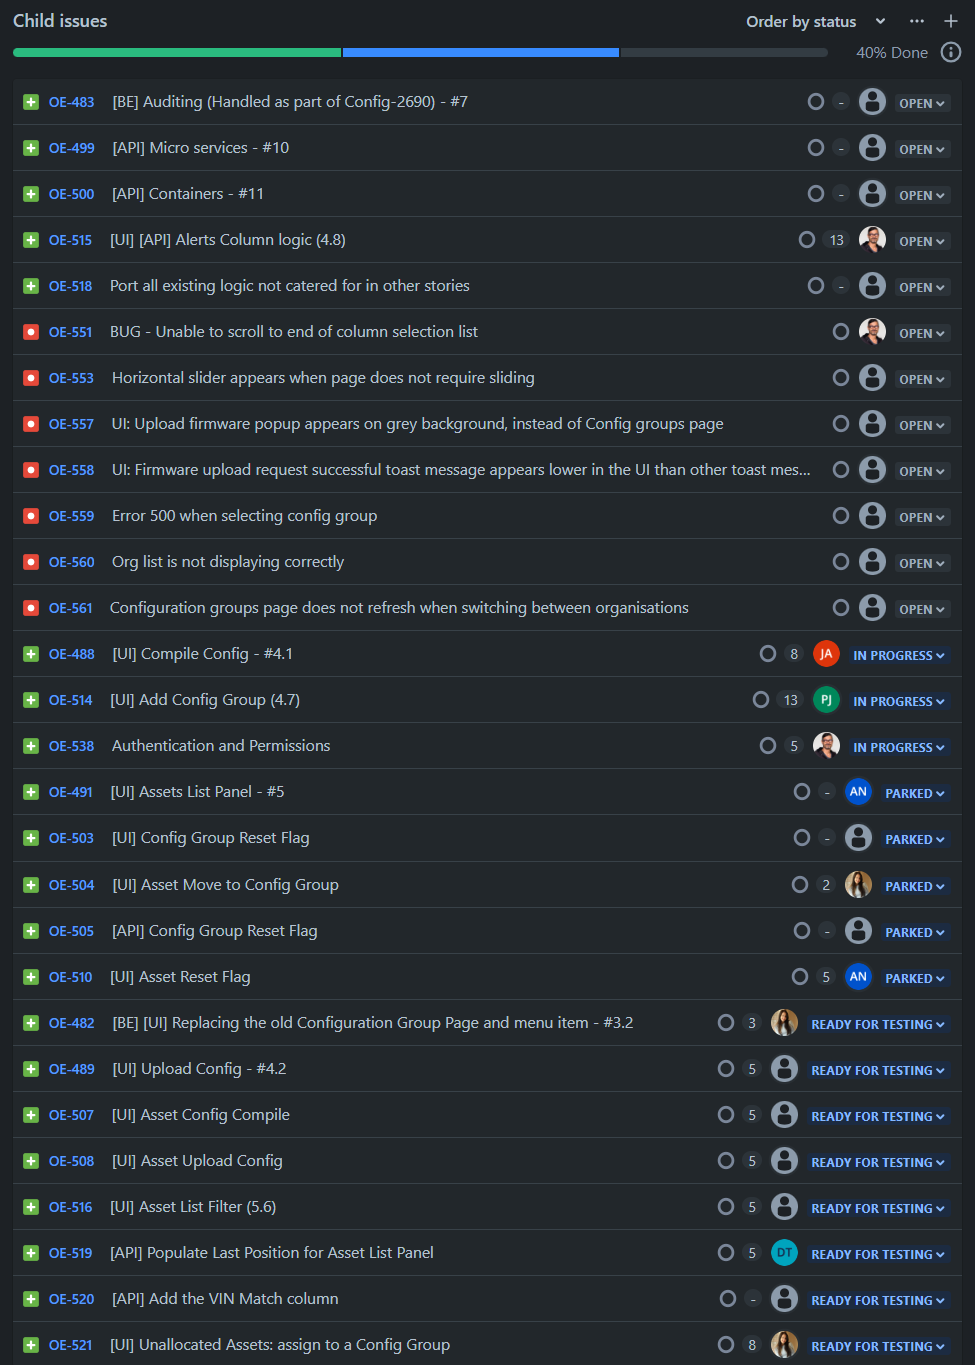 Child issues Order by status
40% Done
OE-483 [BE] Auditing (Handled as part of Config-2690) - #7 - OPEN
OE-499 [API] Micro services - #10 - OPEN
OE-500 [API] Containers - #11 - OPEN
OE-515 [UI] [API] Alerts Column logic (4.8) 13 OPEN
OE-518 Port all existing logic not catered for in other stories - OPEN
OE-551 BUG - Unable to scroll to end of column selection list OPEN
OE-553 Horizontal slider appears when page does not require sliding OPEN
OE-557 UI: Upload firmware popup appears on grey background, instead of Config groups page OPEN
OE-558 UI: Firmware upload request successful toast message appears lower in the UI than other toast mes... OPEN
OE-559 Error 500 when selecting config group OPEN
OE-560 Org list is not displaying correctly OPEN
OE-561 Configuration groups page does not refresh when switching between organisations OPEN
OE-488 [UI] Compile Config - #4.1 8 JA IN PROGRESS
OE-514 [UI] Add Config Group (4.7) 13 PJ IN PROGRESS
OE-538 Authentication and Permissions 5 IN PROGRESS
OE-491 [UI] Assets List Panel - #5 - AN PARKED
OE-503 [UI] Config Group Reset Flag - PARKED
OE-504 [UI] Asset Move to Config Group 2 PARKED
OE-505 [API] Config Group Reset Flag - PARKED
OE-510 [UI] Asset Reset Flag 5 AN PARKED
OE-482 [BE] [UI] Replacing the old Configuration Group Page and menu item - #3.2 3 READY FOR TESTING
OE-489 [UI] Upload Config - #4.2 5 READY FOR TESTING
OE-507 [UI] Asset Config Compile 5 READY FOR TESTING
OE-508 [UI] Asset Upload Config 5 READY FOR TESTING
OE-516 [UI] Asset List Filter (5.6) 5 READY FOR TESTING
OE-519 [API] Populate Last Position for Asset List Panel 5 DT READY FOR TESTING
OE-520 [API] Add the VIN Match column - READY FOR TESTING
OE-521 [UI] Unallocated Assets: assign to a Config Group 8 READY FOR TESTING